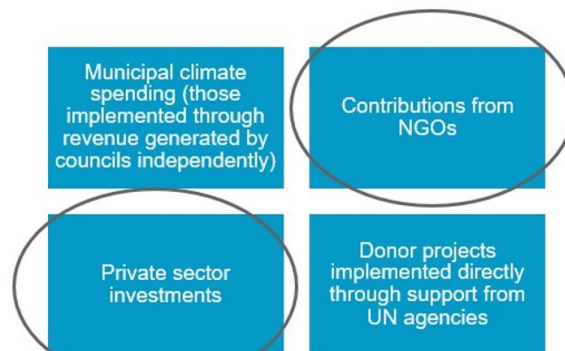 Municipal climate
spending (those
implemented through
revenue generated by
councils independently)
Contributions from
NGOs
Private sector
investments
Donor projects
implemented directly
through support from
UN agencies